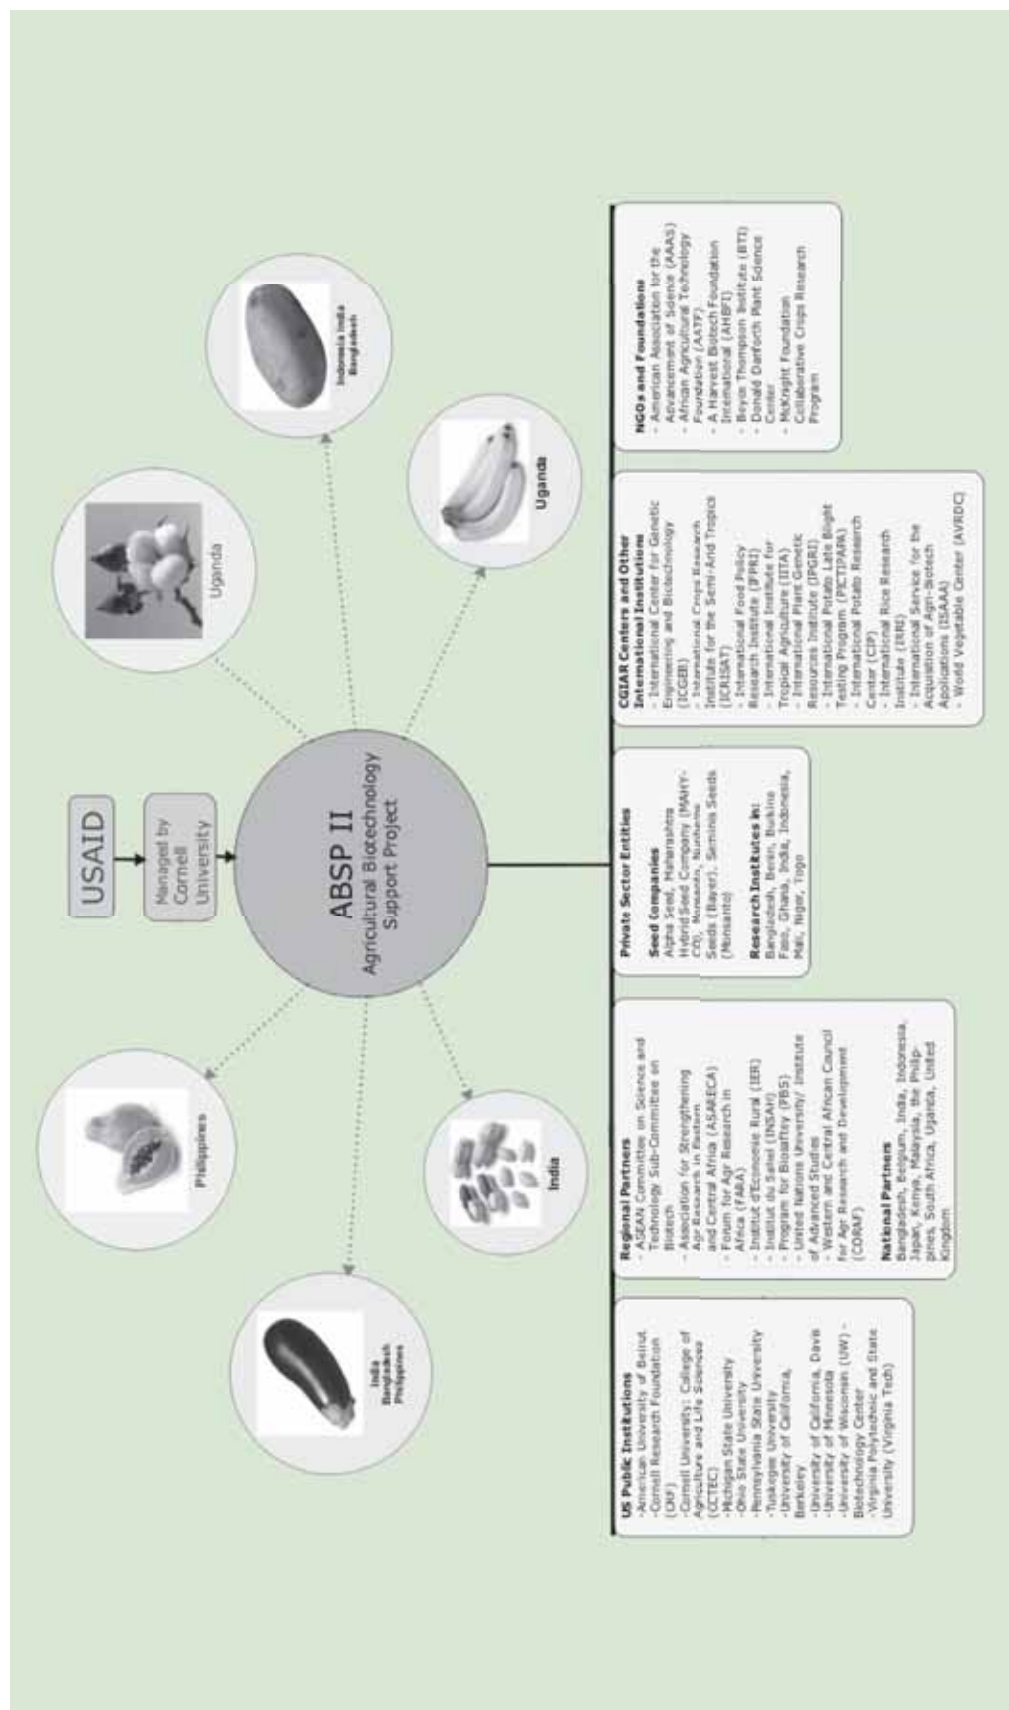 USAID
Managed by
Cornell
University
ABSP II
Agricultural Biotechnology
Support Project
India
Bangladesh
Philippines
Philippines
India
Uganda
Indonesia India
Bangladesh
Uganda
US Public Institutions
-American University of Beirut,
-Cornell Research Foundation
(CRF)
-Cornell University: College of
Agriculture and Life Sciences
(CCTEC)
-Michigan State University
-Ohio State University
-Pennsylvania State University
-Tuskegee University
-University of California,
Berkeley
-University of California, Davis
-University of Minnesota
-University of Wisconsin (UW) -
Biotechnology Center
-Virginia Polytechnic and State
University (Virginia Tech)
Regional Partners
- ASEAN Committee on Science and
Technology Sub-Committee on
Biotech
- Association for Strengthening
Agr Research in Eastern
and Central Africa (ASARECA)
- Forum for Agr Research in
Africa (FARA)
- Institut d'Economie Rural (IER)
- Institut du Sahel (INSAH)
- Program for Biosaftey (PBS)
- United Nations University/ Institute
of Advanced Studies
- Western and Central African Council
for Agr Research and Development
(CORAF)
National Partners
Bangladesh, Belgium, India, Indonesia,
Japan, Kenya, Malaysia, the Philip-
pines, South Africa, Uganda, United
Kingdom
Private Sector Entities
Seed Companies
Alpha Seed, Maharashtra
Hybrid Seed Company (MAHY-
CO), Monsanto, Nunhems
Seeds (Bayer), Seminis Seeds
(Monsanto)
Research Institutes in:
Bangladesh, Benin, Burkina
Faso, Ghana, India, Indonesia,
Mali, Niger, Togo
CGIAR Centers and Other
International Institutions
- International Center for Genetic
Engineering and Biotechnology
(ICGEB)
- International Crops Research
Institute for the Semi-Arid Tropics
(ICRISAT)
- International Food Policy
Research Institute (IFPRI)
- International Institute for
Tropical Agriculture (IITA)
- International Plant Genetic
Resources Institute (IPGRI)
- International Potato Late Blight
Testing Program (PICTIPAPA)
- International Potato Research
Center (CIP)
- International Rice Research
Institute (IRRI)
- International Service for the
Acquisition of Agri-biotech
Applications (ISAAA)
- World Vegetable Center (AVRDC)
NGOs and Foundations
- American Association for the
Advancement of Science (AAAS)
- African Agricultural Technology
Foundation (AATF)
- A Harvest Biotech Foundation
International (AHBFI)
- Boyce Thompson Institute (BTI)
- Donald Danforth Plant Science
Center
- McKnight Foundation
Collaborative Crops Research
Program